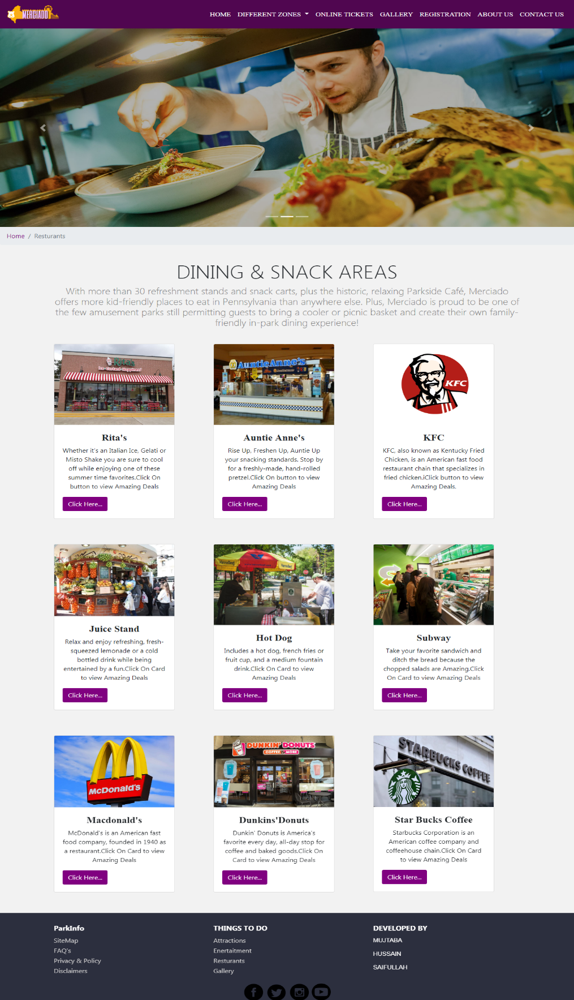 MERCIADO
HOME DIFFERENT ZONES ONLINE TICKETS GALLERY REGISTRATION ABOUT US CONTACT US
Home / Resturants
DINING & SNACK AREAS
With more than 30 refreshment stands and snack carts, plus the historic, relaxing Parkside Café, Merciado
offers more kid-friendly places to eat in Pennsylvania than anywhere else. Plus, Merciado is proud to be one of
the few amusement parks still permitting guests to bring a cooler or picnic basket and create their own family-
friendly in-park dining experience!
Rita's
Ice-Custard-Happiness
Rita's
Whether it's an Italian Ice, Gelati or
Misto Shake you are sure to cool
off while enjoying one of these
summer time favorites.Click On
button to view Amazing Deals
Click Here...
Auntie Anne's
Auntie Anne's
Rise Up, Freshen Up, Auntie Up
your snacking standards. Stop by
for a freshly-made, hand-rolled
pretzel.Click On button to view
Amazing Deals
Click Here...
KFC
KFC
KFC, also known as Kentucky Fried
Chicken, is an American fast food
restaurant chain that specializes in
fried chicken.iClick button to view
Amazing Deals.
Click Here...
Juice Stand
Relax and enjoy refreshing, fresh-
squeezed lemonade or a cold
bottled drink while being
entertained by a fun.Click On Card
to view Amazing Deals
Click Here...
Hot Dog
Includes a hot dog, french fries or
fruit cup, and a medium fountain
drink.Click On Card to view
Amazing Deals
Click Here...
Subway
Take your favorite sandwich and
ditch the bread because the
chopped salads are Amazing.Click
On Card to view Amazing Deals
Click Here...
McDonald's
Macdonald's
McDonald's is an American fast
food company, founded in 1940 as
a restaurant.Click On Card to view
Amazing Deals
Click Here...
DUNKIN' DONUTS
COFFEE & MORE
Dunkins'Donuts
Dunkin' Donuts is America's
favorite every day, all-day stop for
coffee and baked goods.Click On
Card to view Amazing Deals
Click Here...
STARBUCKS COFFEE
Star Bucks Coffee
Starbucks Corporation is an
American coffee company and
coffeehouse chain.Click On Card
to view Amazing Deals
Click Here...
ParkInfo
SiteMap
FAQ's
Privacy & Policy
Disclaimers
THINGS TO DO
Attractions
Enertaitment
Resturants
Gallery
DEVELOPED BY
MUJTABA
HUSSAIN
SAIFULLAH